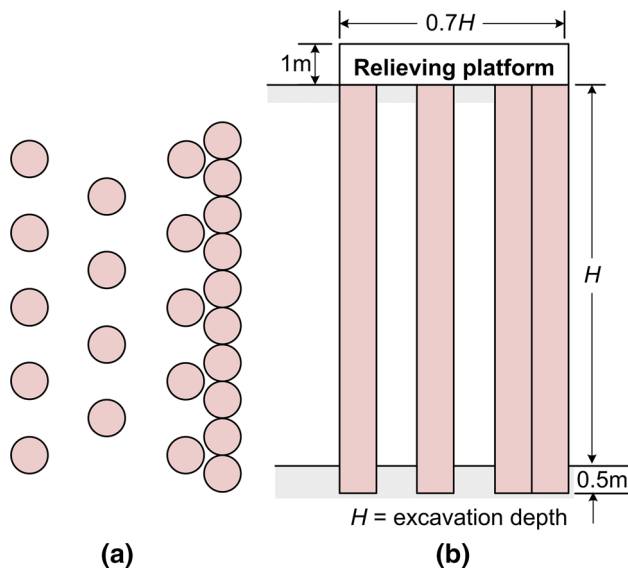 0.7H
1m
Relieving platform
H
0.5m
H = excavation depth
(a)
(b)